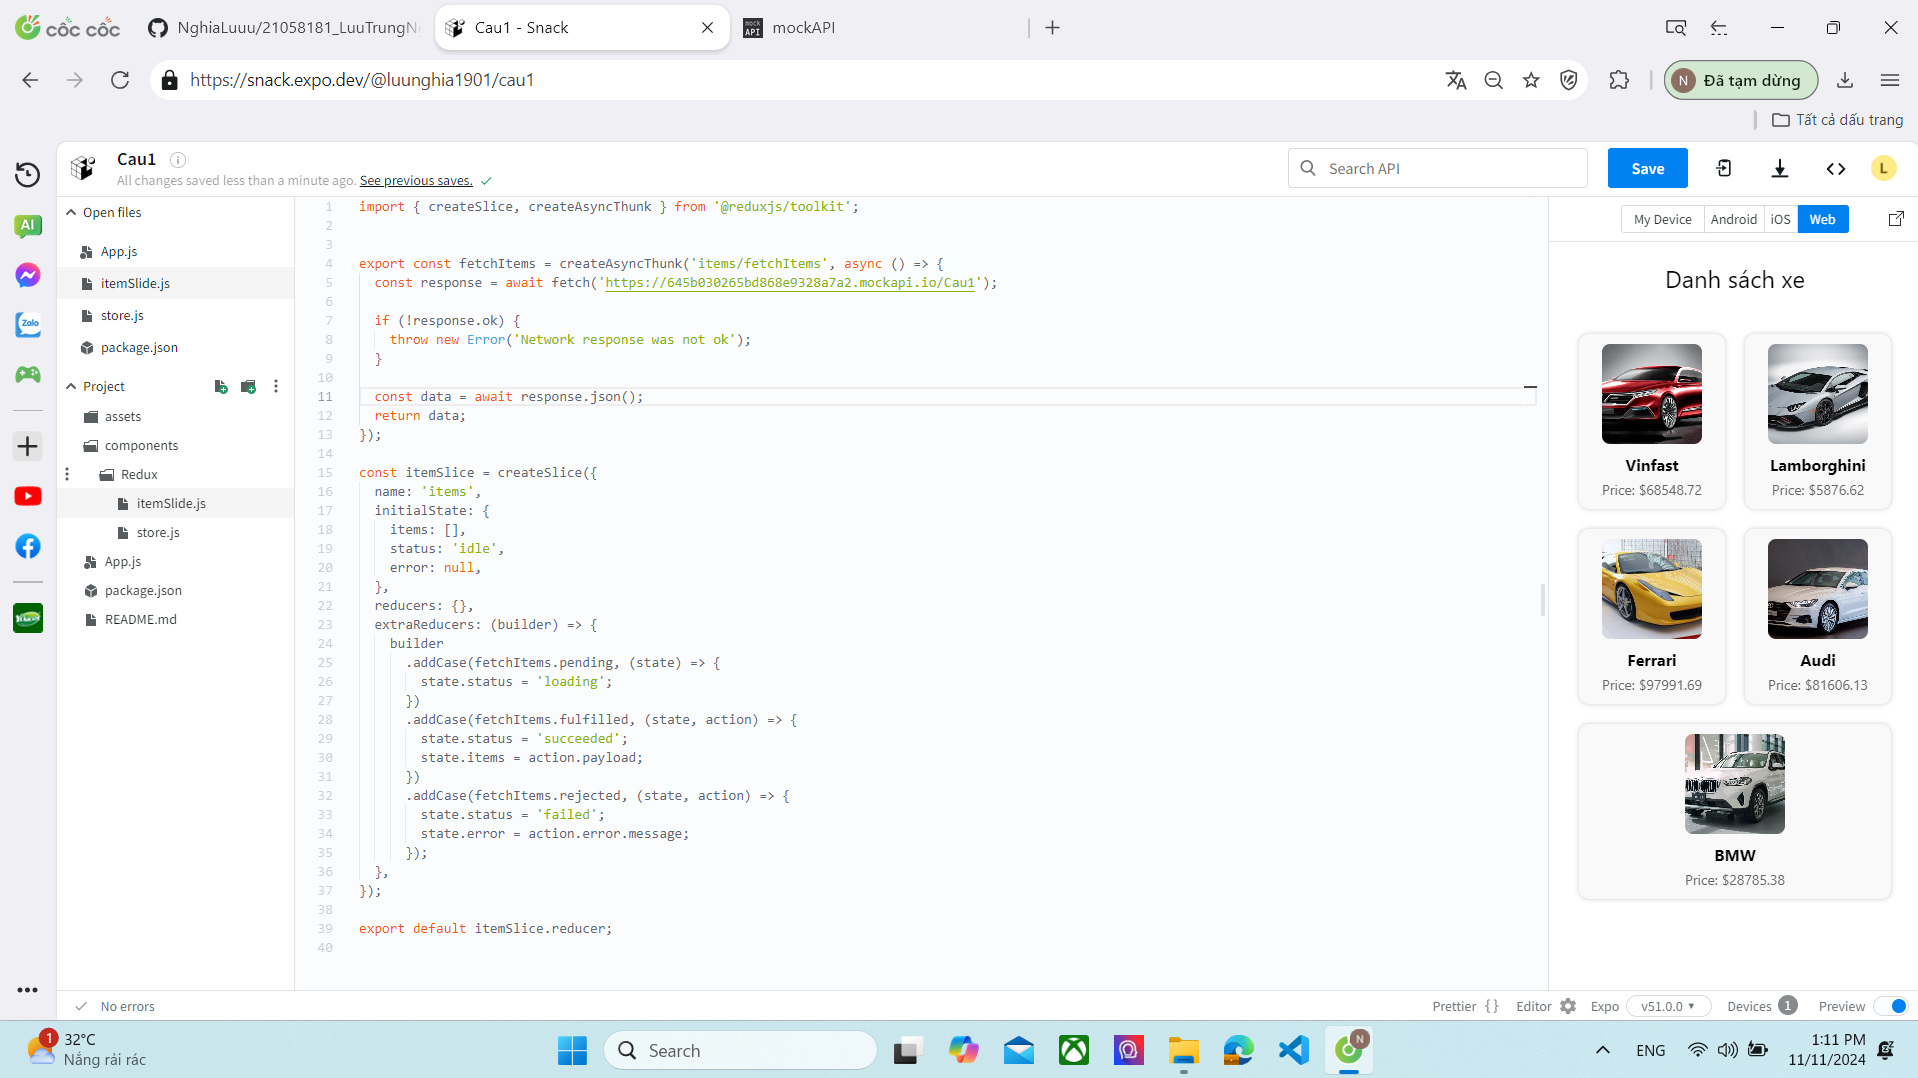 cốc cốc
NghiaLuuu/21058181_LuuTrungN
Cau1 - Snack
mockAPI
https://snack.expo.dev/@luunghia1901/cau1
N
Đã tạm dừng
Tất cả dấu trang
Cau1
All changes saved less than a minute ago. See previous saves.
Search API
Save
L
Open files
App.js
itemSlide.js
store.js
package.json
Project
assets
components
Redux
itemSlide.js
store.js
App.js
package.json
README.md
AI
Zalo
1 import { createSlice, createAsyncThunk } from '@reduxjs/toolkit';
2
3
4 export const fetchItems = createAsyncThunk('items/fetchItems', async () => {
5 const response = await fetch('https://645b030265bd868e9328a7a2.mockapi.io/Cau1');
6
7 if (!response.ok) {
8 throw new Error('Network response was not ok');
9 }
10
11 const data = await response.json();
12 return data;
13 });
14
15 const itemSlice = createSlice({
16 name: 'items',
17 initialState: {
18 items: [],
19 status: 'idle',
20 error: null,
21 },
22 reducers: {},
23 extraReducers: (builder) => {
24 builder
25 .addCase(fetchItems.pending, (state) => {
26 state.status = 'loading';
27 })
28 .addCase(fetchItems.fulfilled, (state, action) => {
29 state.status = 'succeeded';
30 state.items = action.payload;
31 })
32 .addCase(fetchItems.rejected, (state, action) => {
33 state.status = 'failed';
34 state.error = action.error.message;
35 });
36 },
37 });
38
39 export default itemSlice.reducer;
40
My Device
Android
iOS
Web
Danh sách xe
Vinfast
Price: $68548.72
Lamborghini
Price: $5876.62
Ferrari
Price: $97991.69
Audi
Price: $81606.13
BMW
Price: $28785.38
No errors
Prettier {}
Editor
Expo
v51.0.0
Devices 1
Preview
1
32°C
Nắng rải rác
Search
N
ENG
1:11 PM
11/11/2024